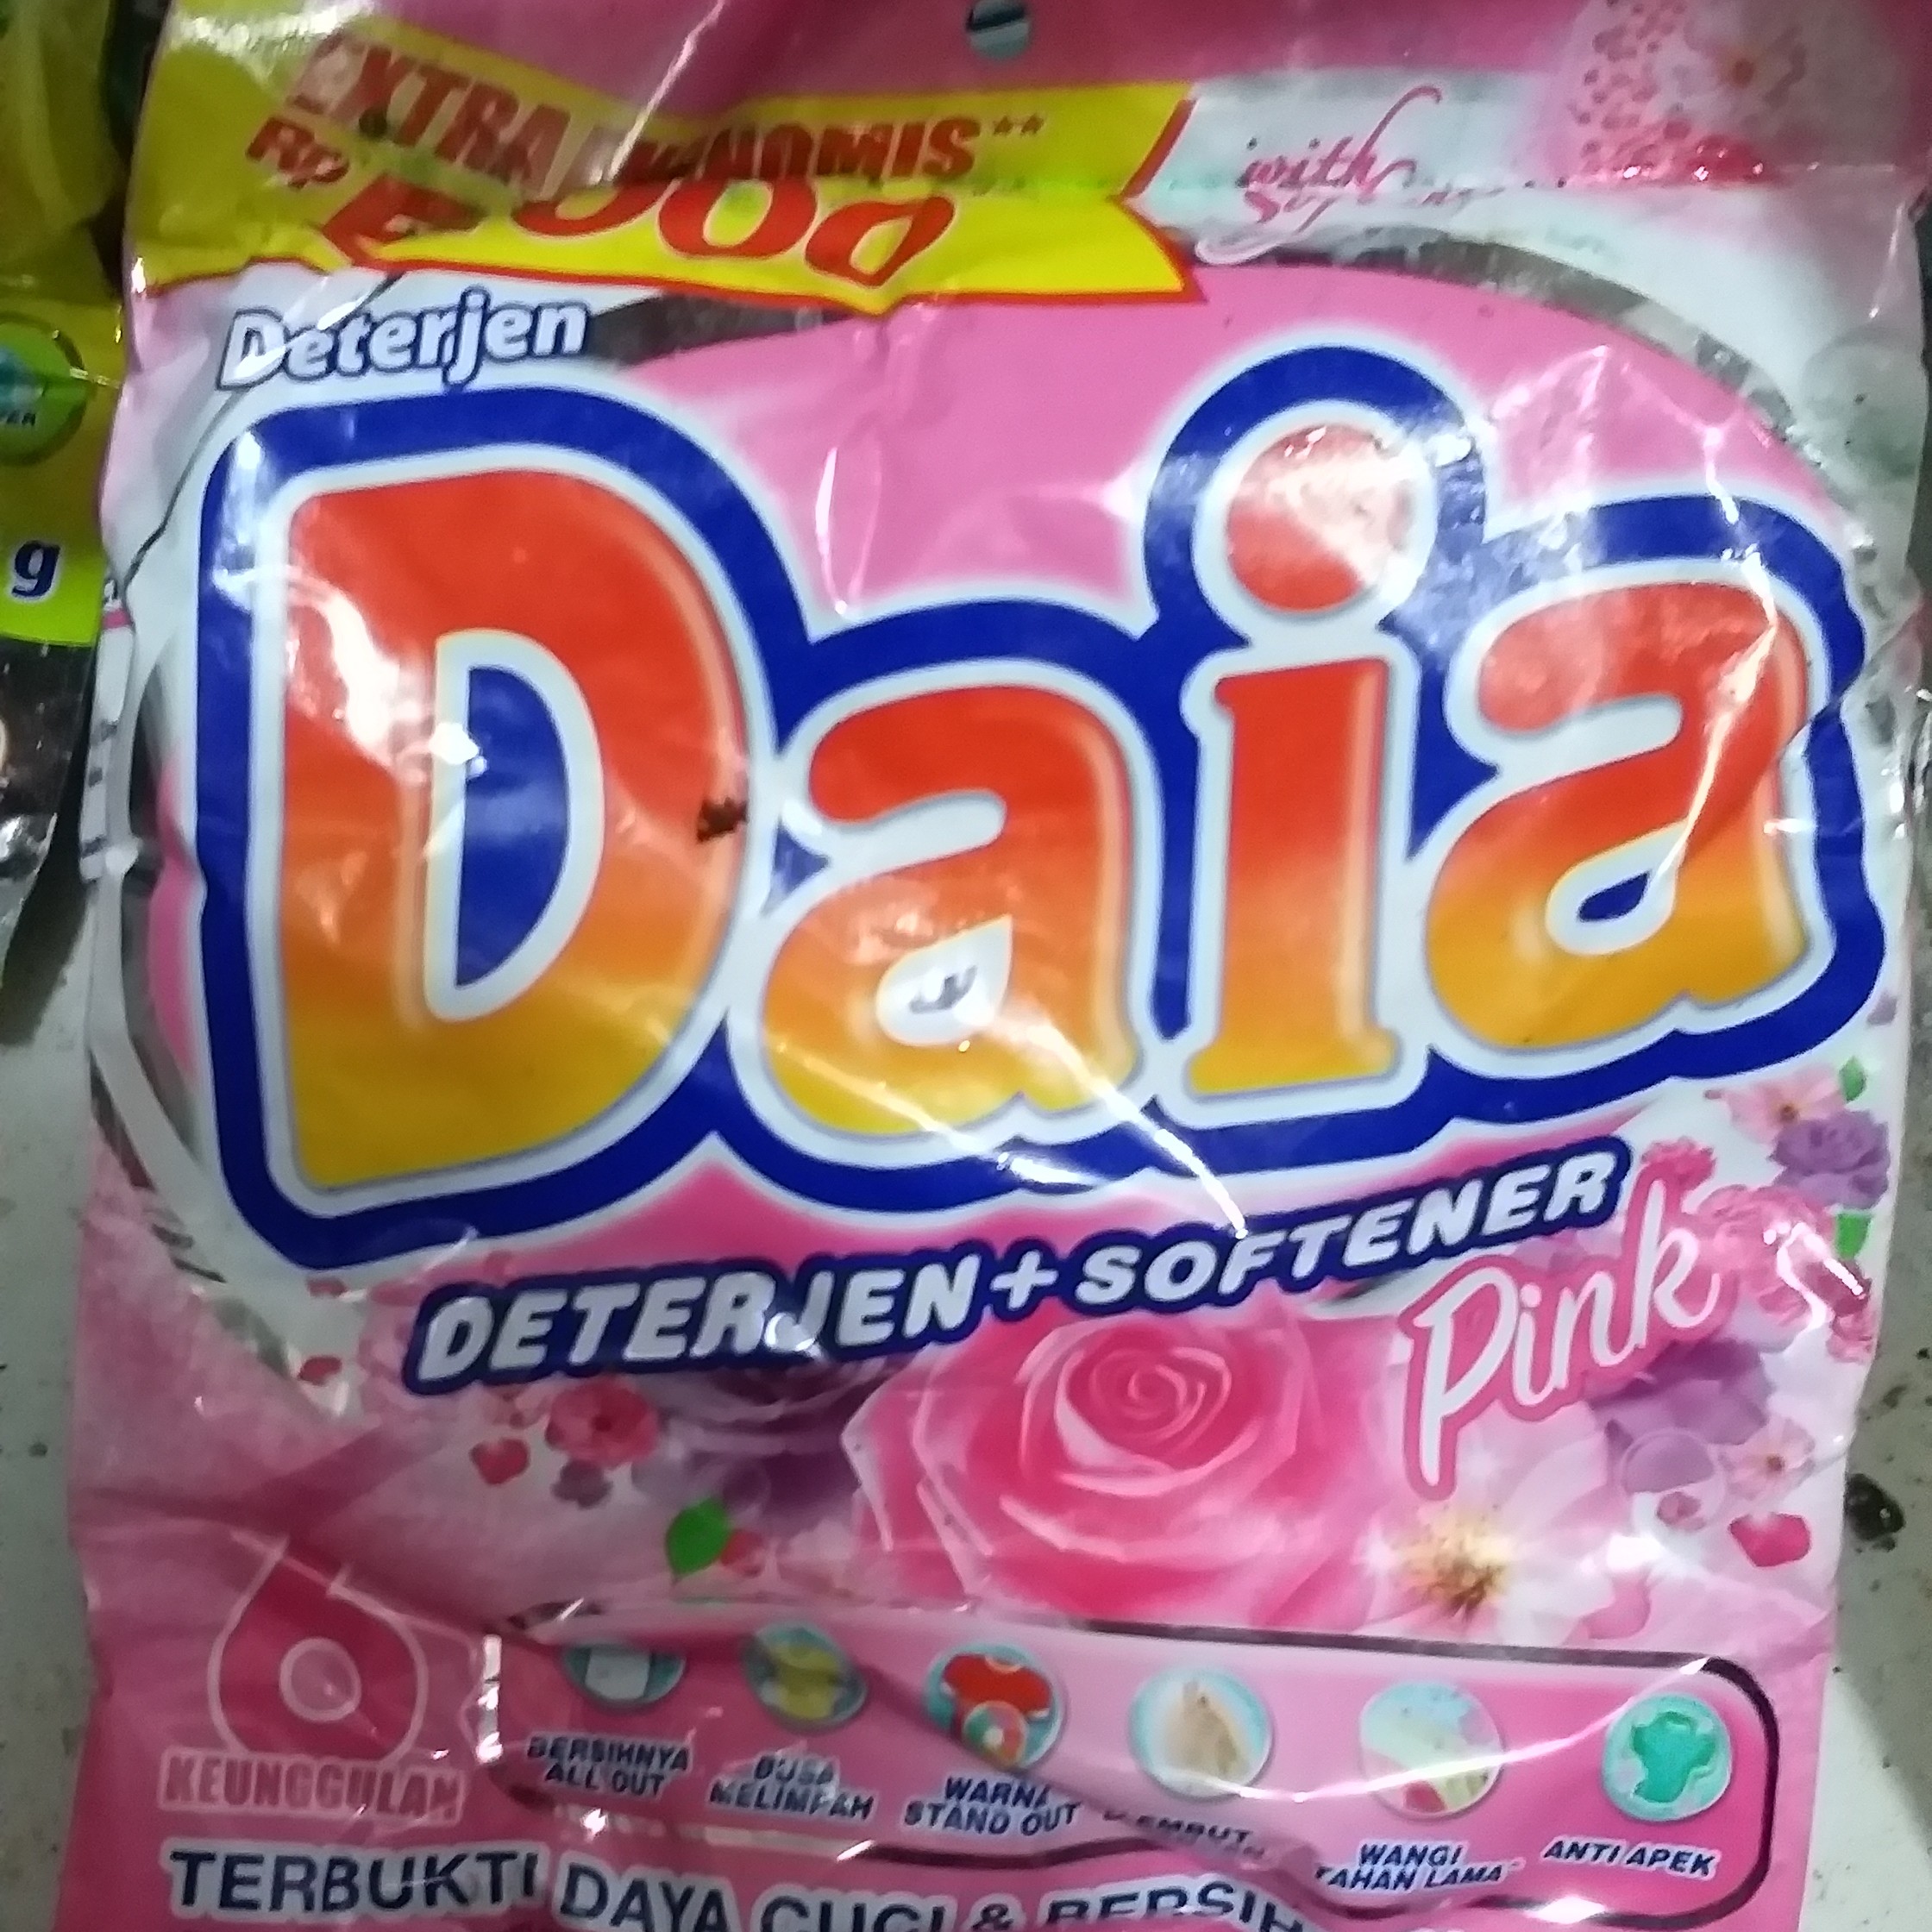 EXTRA EKONOMIS**
Rp
with
Deterjen
Daia
DETERJEN + SOFTENER
Pink
6
KEUNGGULAN
BERSIHNYA
ALL OUT
BUSA
MELIMPAH
WARNA
STAND OUT
WANGI
TAHAN LAMA
ANTI APEK
TERBUKTI DAYA CUCI & BERSIH
g